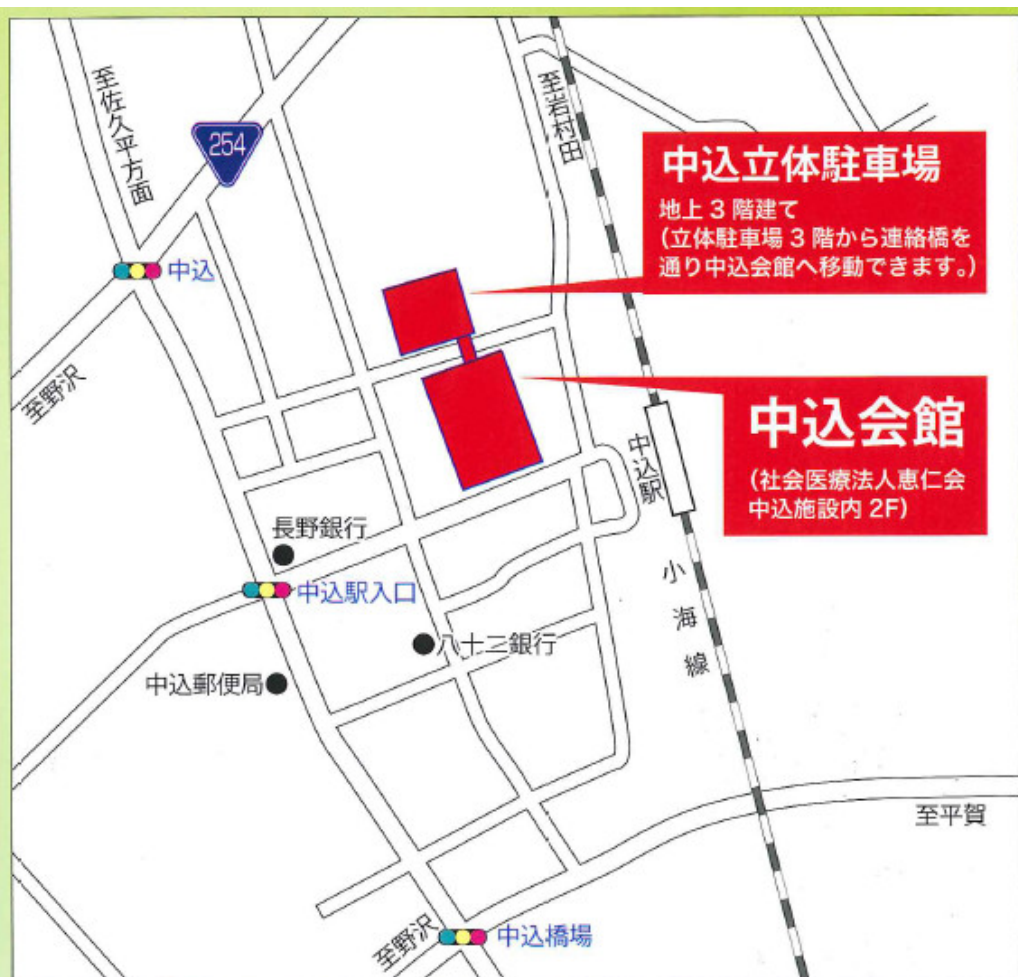 至佐久平方面
254
至岩村田
中込立体駐車場
地上3階建て
(立体駐車場3階から連絡橋を
通り中込会館へ移動できます。)
中込
至野沢
中込会館
(社会医療法人恵仁会
中込施設内2F)
中込駅
長野銀行
中込駅入口
小海線
八十二銀行
中込郵便局
至平賀
至野沢
中込橋場